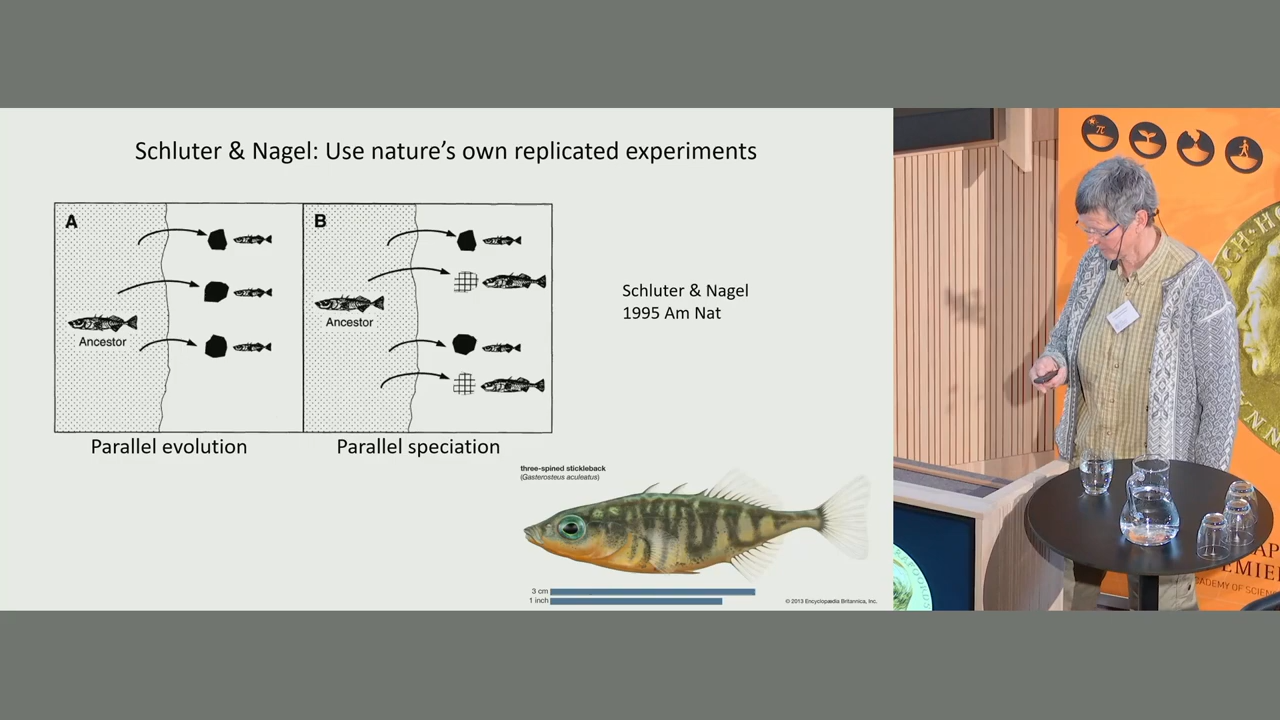 Schluter & Nagel: Use nature's own replicated experiments
A
B
Ancestor
Ancestor
Schluter & Nagel
1995 Am Nat
Parallel evolution
Parallel speciation
three-spined stickleback
(Gasterosteus aculeatus)
3 cm
1 inch
© 2013 Encyclopædia Britannica, Inc.
π